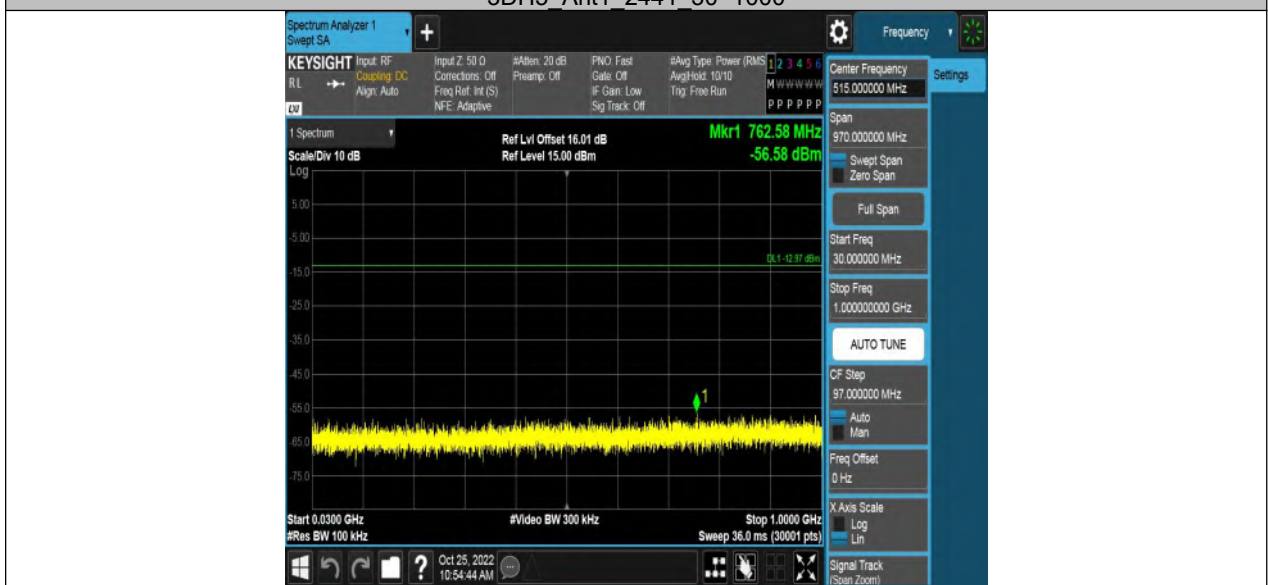 3DH5_Ant1_2441_30~1000
Spectrum Analyzer 1
Swept SA
+
Frequency
KEYSIGHT
RL
LXI
Input: RF
Coupling: DC
Align: Auto
Input Z: 50 Ω
Corrections: Off
Freq Ref: Int (S)
NFE: Adaptive
#Atten: 20 dB
Preamp: Off
PNO: Fast
Gate: Off
IF Gain: Low
Sig Track: Off
#Avg Type: Power (RMS
Avg|Hold: 10/10
Trig: Free Run
1 2 3 4 5 6
M W W W W W
P P P P P P
1 Spectrum
Scale/Div 10 dB
Log
Ref Lvl Offset 16.01 dB
Ref Level 15.00 dBm
Mkr1 762.58 MHz
-56.58 dBm
5.00
-5.00
DL1 -12.97 dBm
-15.0
-25.0
-35.0
-45.0
1
-55.0
-65.0
-75.0
Start 0.0300 GHz
#Res BW 100 kHz
#Video BW 300 kHz
Stop 1.0000 GHz
Sweep 36.0 ms (30001 pts)
?
Oct 25, 2022
10:54:44 AM
Center Frequency
515.000000 MHz
Settings
Span
970.000000 MHz
Swept Span
Zero Span
Full Span
Start Freq
30.000000 MHz
Stop Freq
1.000000000 GHz
AUTO TUNE
CF Step
97.000000 MHz
Auto
Man
Freq Offset
0 Hz
X Axis Scale
Log
Lin
Signal Track
(Span Zoom)